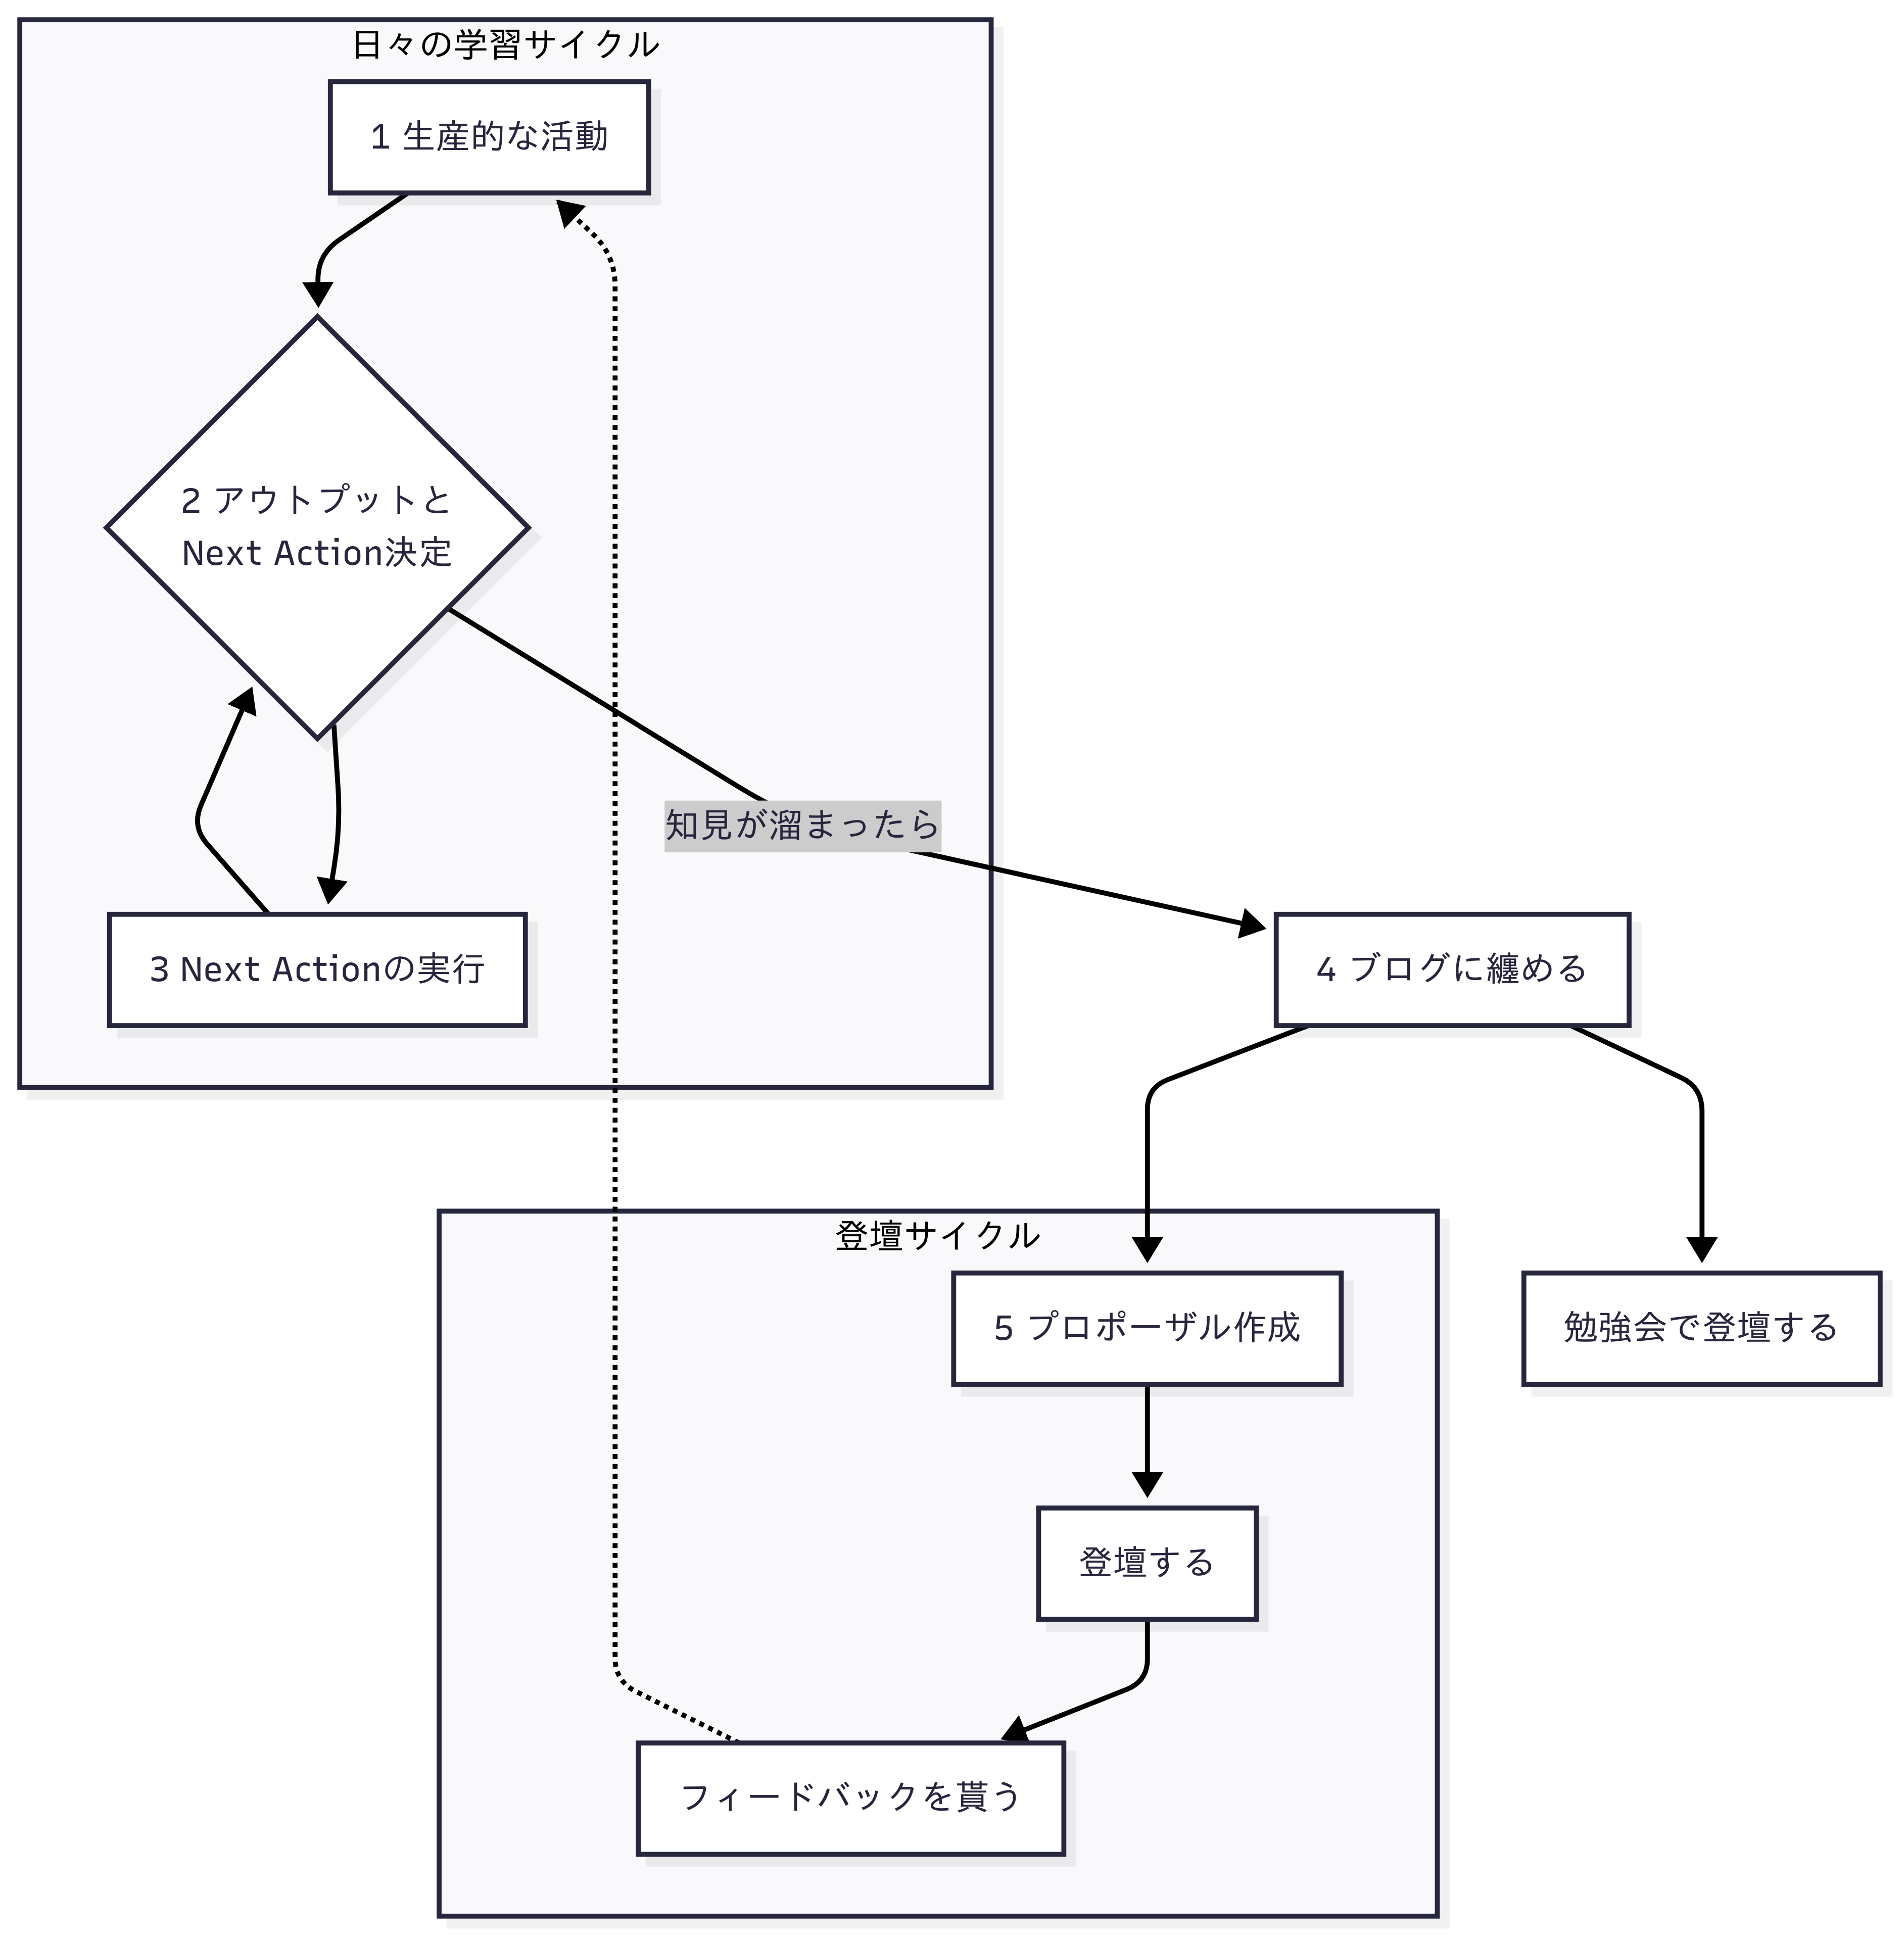 日々の学習サイクル
1 生産的な活動
2 アウトプットと
Next Action決定
知見が溜まったら
3 Next Actionの実行
4 ブログに纏める
登壇サイクル
5 プロポーザル作成
勉強会で登壇する
登壇する
フィードバックを貰う